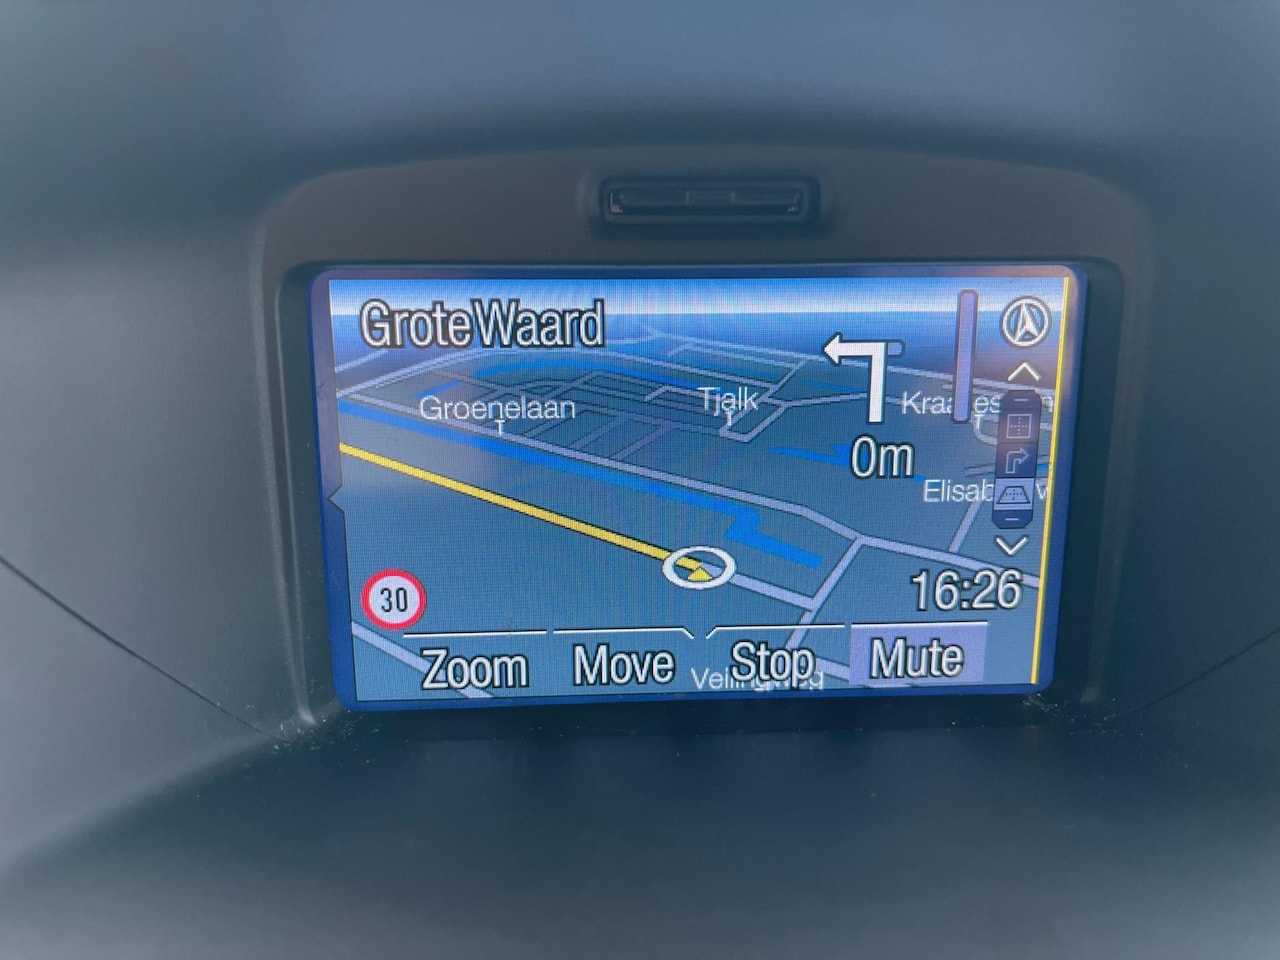 Grote Waard
Groenelaan
Tjalk
0m
30
16:26
Zoom Move Stop Mute